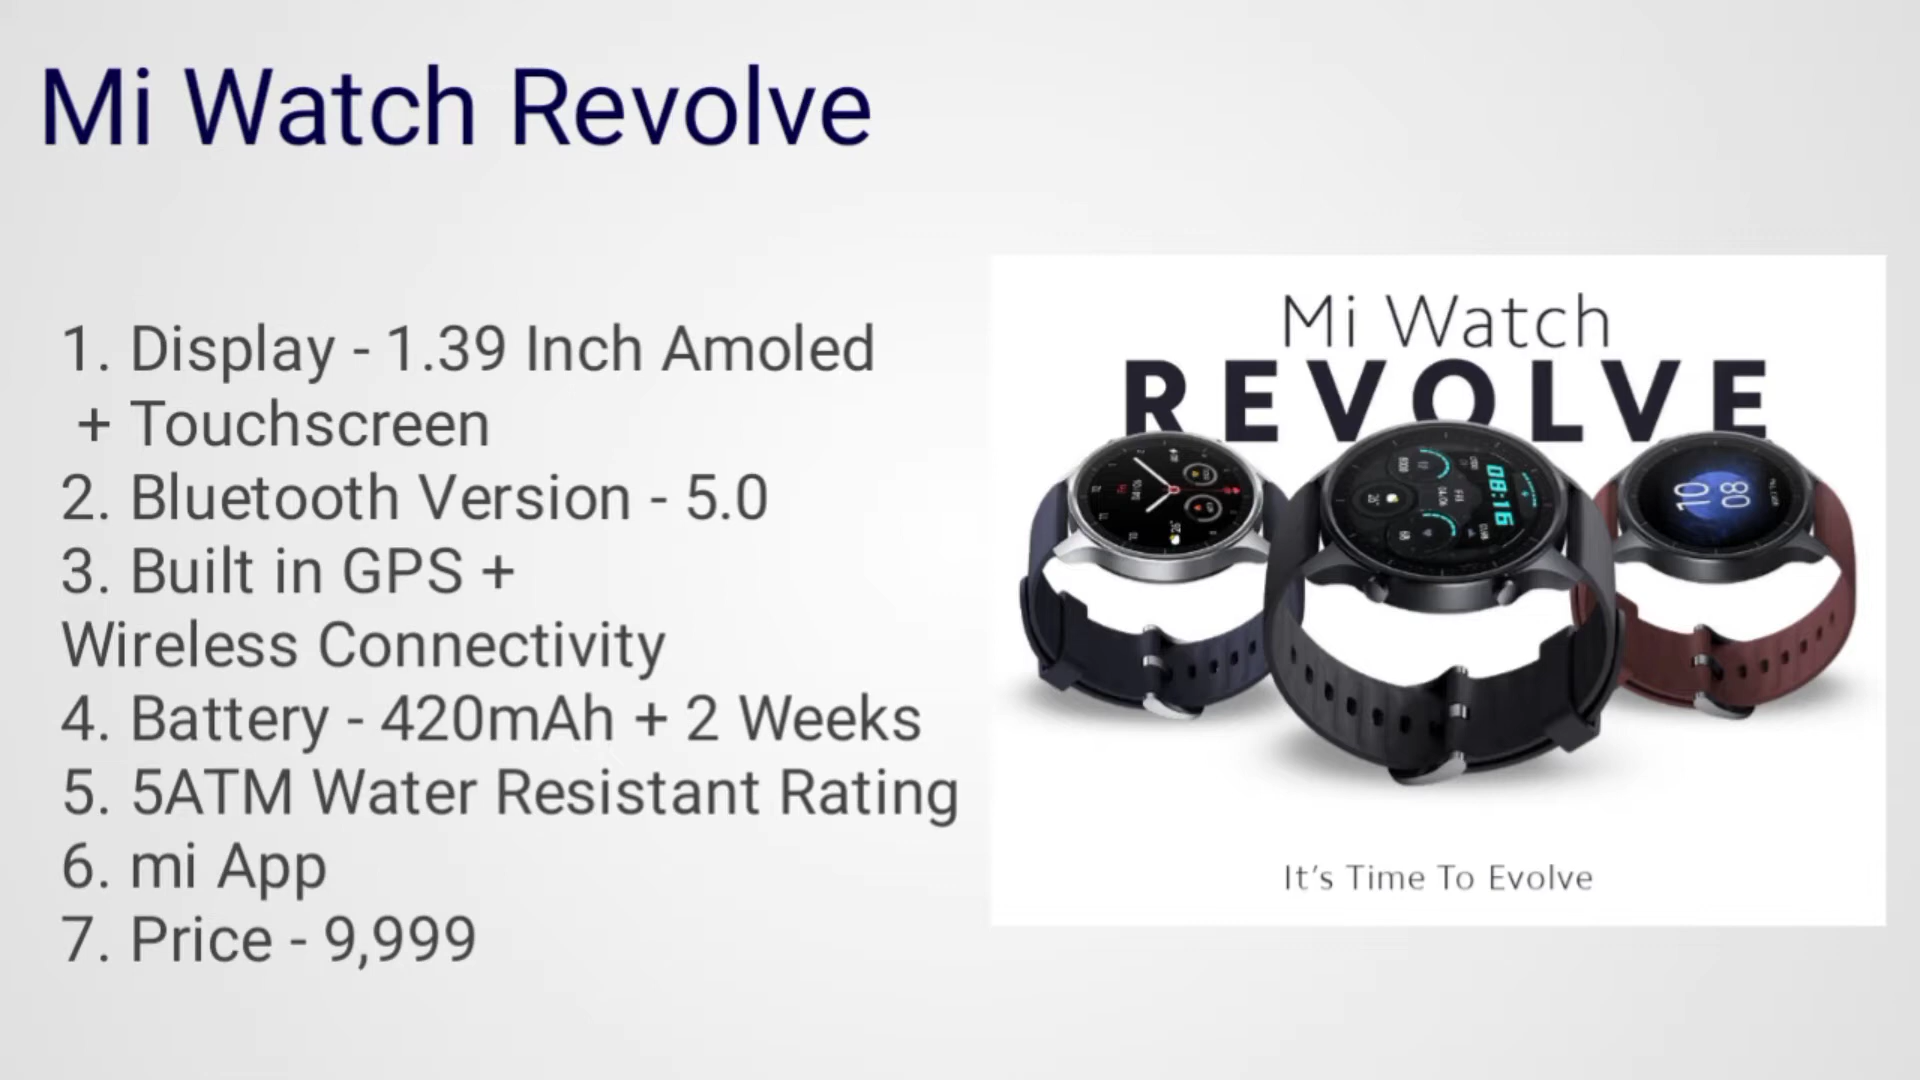 Mi Watch Revolve
1. Display - 1.39 Inch Amoled
+ Touchscreen
2. Bluetooth Version - 5.0
3. Built in GPS +
Wireless Connectivity
4. Battery - 420mAh + 2 Weeks
5. 5ATM Water Resistant Rating
6. mi App
7. Price - 9,999
Mi Watch
REVOLVE
08:16
10
08
It's Time To Evolve